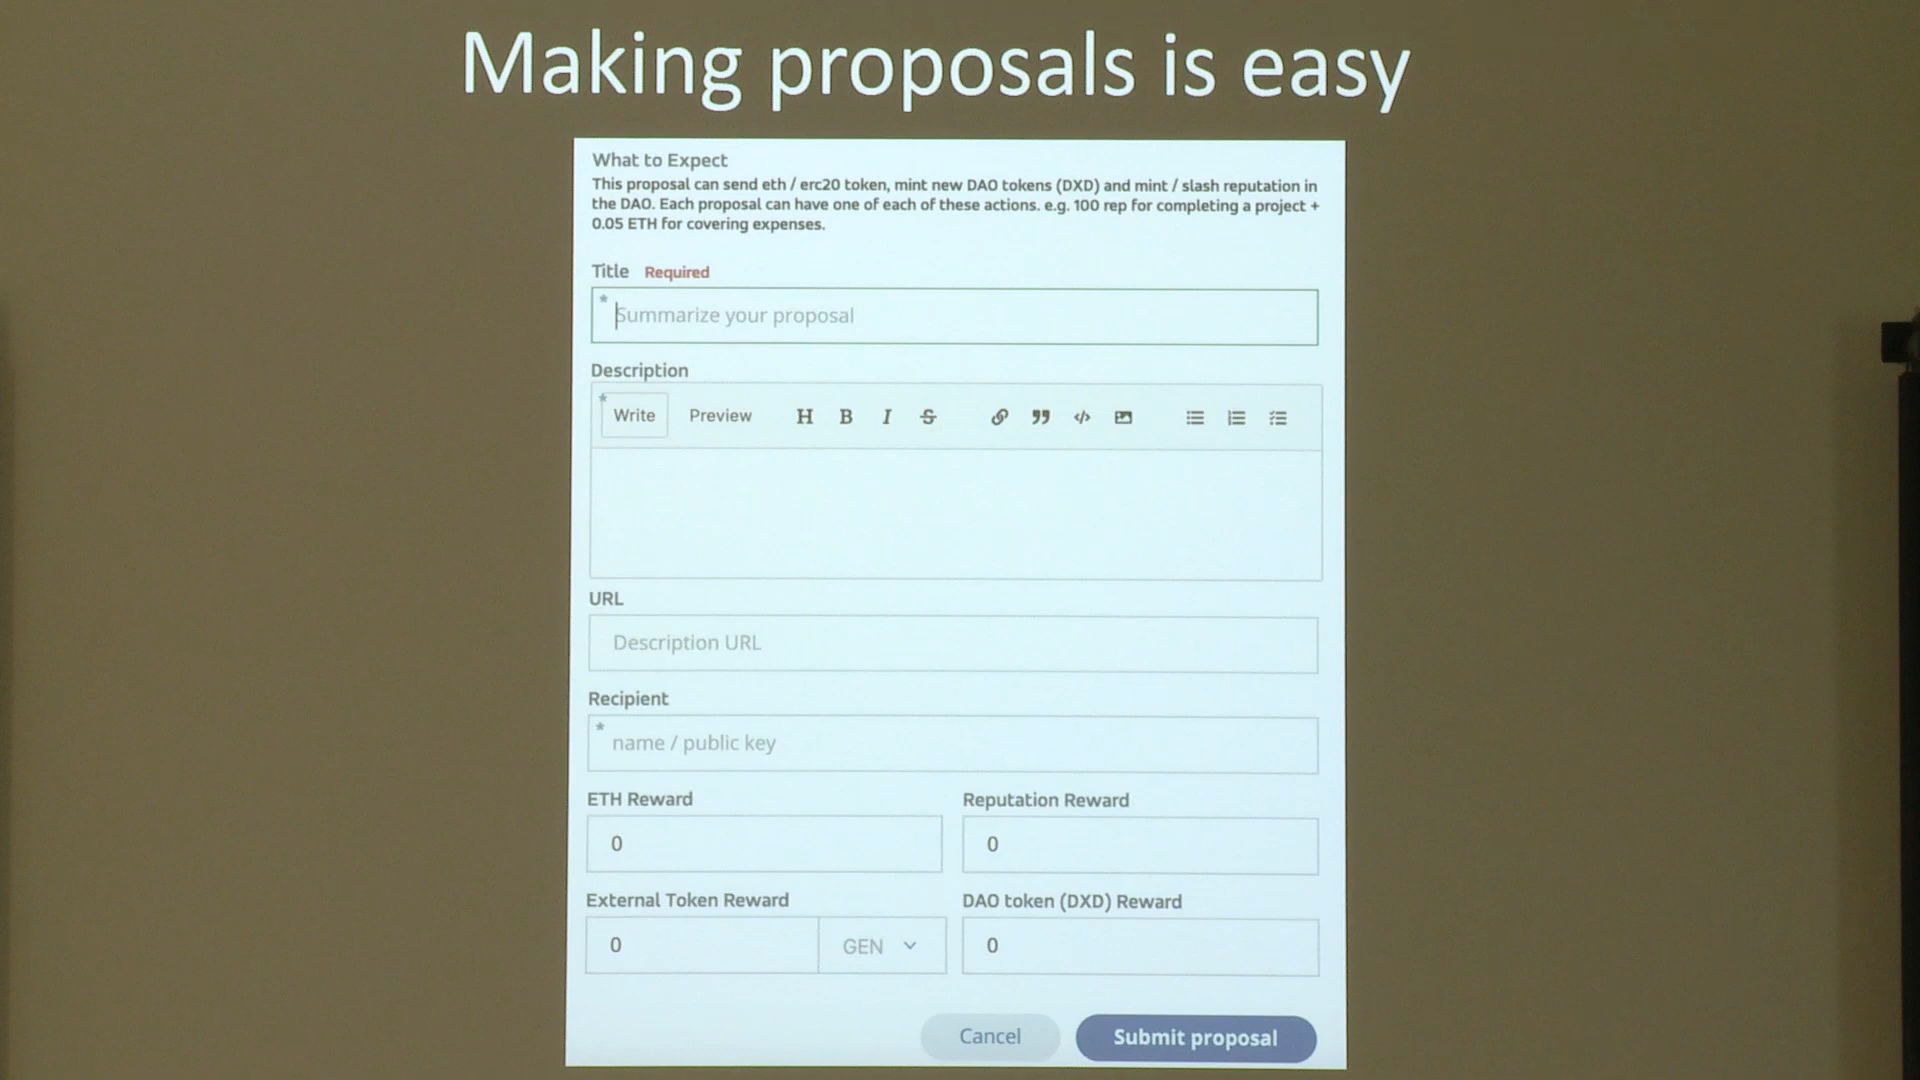 Making proposals is easy
What to Expect
This proposal can send eth / erc20 token, mint new DAO tokens (DXD) and mint / slash reputation in
the DAO. Each proposal can have one of each of these actions. e.g. 100 rep for completing a project +
0.05 ETH for covering expenses.
Title Required
* Summarize your proposal
Description
* Write Preview H B I S
URL
Description URL
Recipient
* name / public key
ETH Reward Reputation Reward
0 0
External Token Reward DAO token (DXD) Reward
0 GEN 0
Cancel Submit proposal